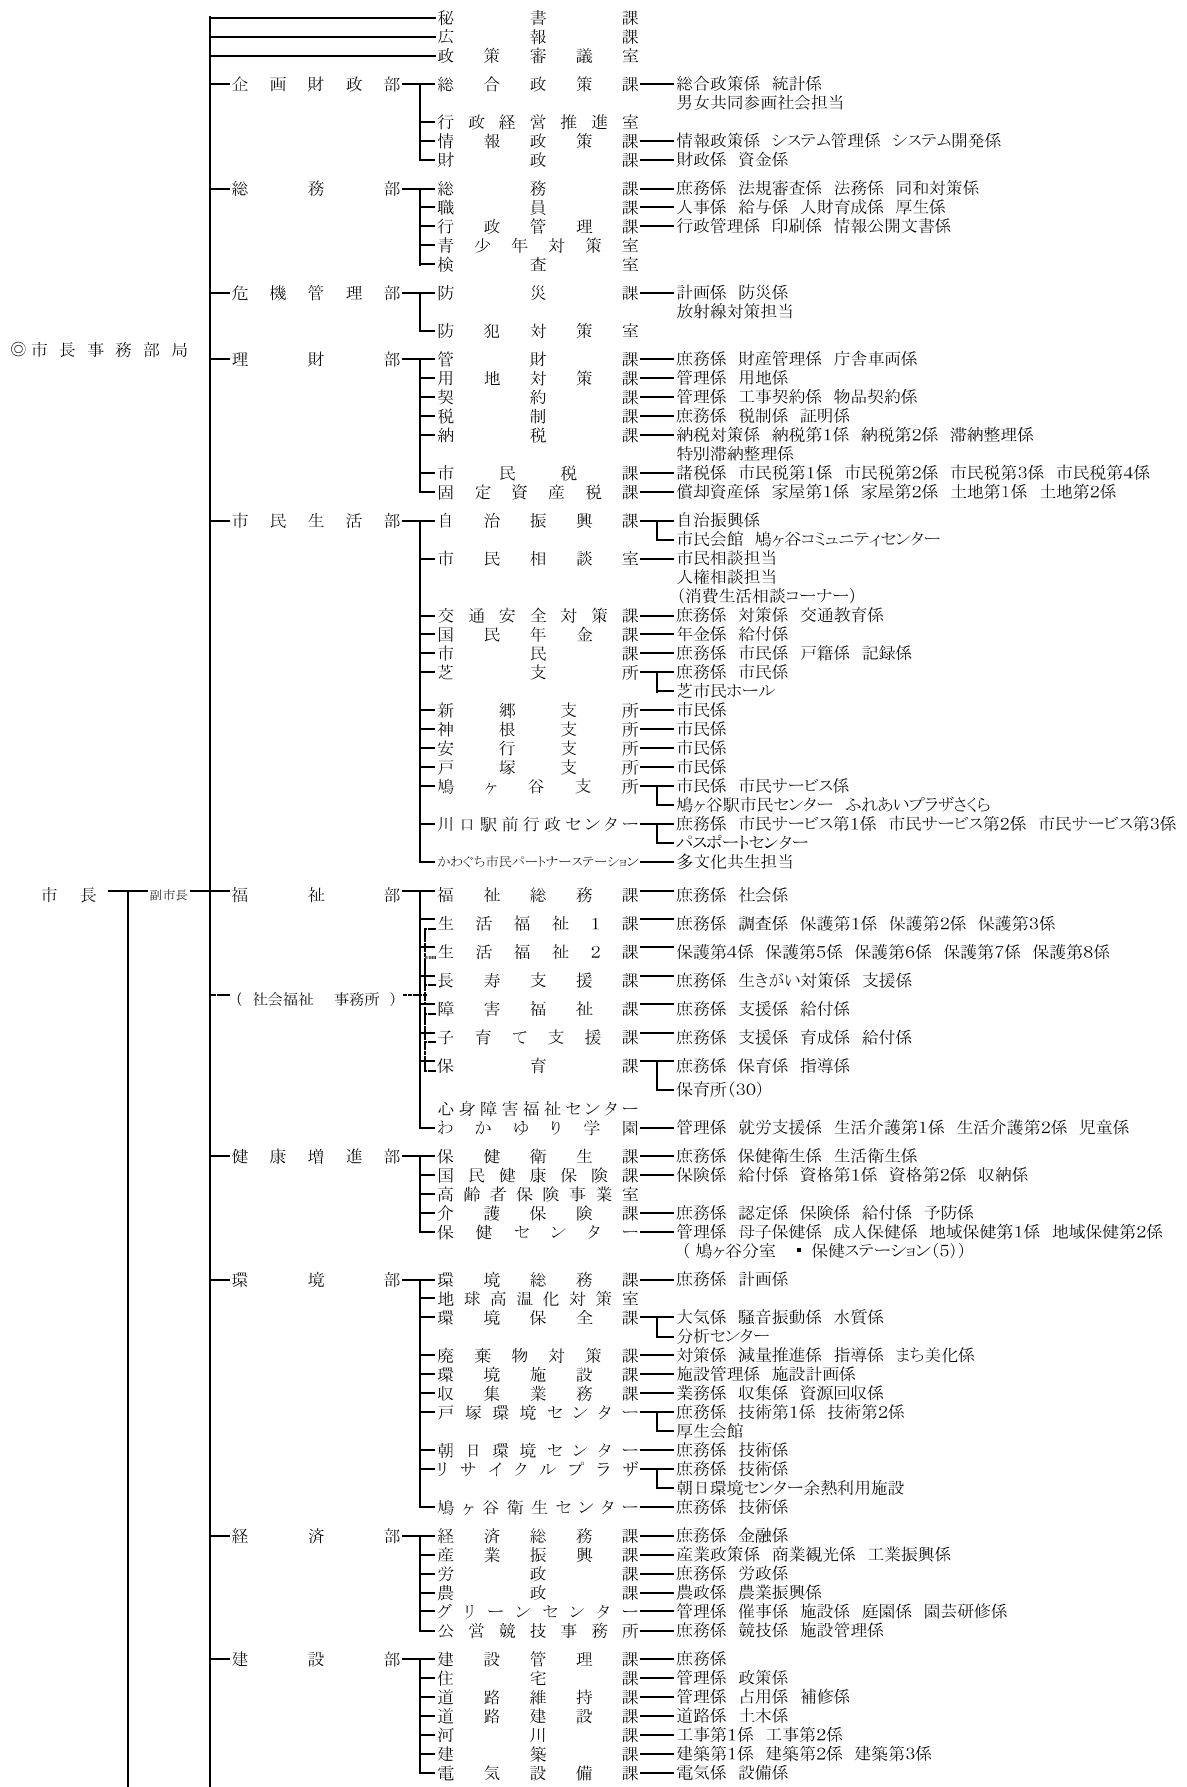 秘書課
広報課
政策審議室
企画財政部 総合政策課 総合政策係 統計係
男女共同参画社会担当
行政経営推進室
情報政策課 情報政策係 システム管理係 システム開発係
財政課 財政係 資金係
総務部 総務課 庶務係 法規審査係 法務係 同和対策係
職員課 人事係 給与係 人財育成係 厚生係
行政管理課 行政管理係 印刷係 情報公開文書係
青少年対策室
検査室
危機管理部 防災課 計画係 防災係
放射線対策担当
防犯対策室
◎市長事務部局
理財部 管財課 庶務係 財産管理係 庁舎車両係
用地対策課 管理係 用地係
契約課 管理係 工事契約係 物品契約係
税制課 庶務係 税制係 証明係
納税課 納税対策係 納税第1係 納税第2係 滞納整理係
特別滞納整理係
市民税課 諸税係 市民税第1係 市民税第2係 市民税第3係 市民税第4係
固定資産税課 償却資産係 家屋第1係 家屋第2係 土地第1係 土地第2係
市民生活部 自治振興課 自治振興係
市民会館 鳩ヶ谷コミュニティセンター
市民相談室 市民相談担当
人権相談担当
(消費生活相談コーナー)
交通安全対策課 庶務係 対策係 交通教育係
国民年金課 年金係 給付係
市民課 庶務係 市民係 戸籍係 記録係
芝支所 庶務係 市民係
芝市民ホール
新郷支所 市民係
神根支所 市民係
安行支所 市民係
戸塚支所 市民係
鳩ヶ谷支所 市民係 市民サービス係
鳩ヶ谷駅市民センター ふれあいプラザさくら
川口駅前行政センター 庶務係 市民サービス第1係 市民サービス第2係 市民サービス第3係
パスポートセンター
かわぐち市民パートナーステーション 多文化共生担当
市長 副市長 福祉部 福祉総務課 庶務係 社会係
生活福祉1課 庶務係 調査係 保護第1係 保護第2係 保護第3係
生活福祉2課 保護第4係 保護第5係 保護第6係 保護第7係 保護第8係
長寿支援課 庶務係 生きがい対策係 支援係
(社会福祉 事務所)
障害福祉課 庶務係 支援係 給付係
子育て支援課 庶務係 支援係 育成係 給付係
保育課 庶務係 保育係 指導係
保育所(30)
心身障害福祉センター
わかゆり学園 管理係 就労支援係 生活介護第1係 生活介護第2係 児童係
健康増進部 保健衛生課 庶務係 保健衛生係 生活衛生係
国民健康保険課 保険係 給付係 資格第1係 資格第2係 収納係
高齢者保険事業室
介護保険課 庶務係 認定係 保険係 給付係 予防係
保健センター 管理係 母子保健係 成人保健係 地域保健第1係 地域保健第2係
(鳩ヶ谷分室 ・保健ステーション(5))
環境部 環境総務課 庶務係 計画係
地球高温化対策室
環境保全課 大気係 騒音振動係 水質係
分析センター
廃棄物対策課 対策係 減量推進係 指導係 まち美化係
環境施設課 施設管理係 施設計画係
収集業務課 業務係 収集係 資源回収係
戸塚環境センター 庶務係 技術第1係 技術第2係
厚生会館
朝日環境センター 庶務係 技術係
リサイクルプラザ 庶務係 技術係
朝日環境センター余熱利用施設
鳩ヶ谷衛生センター 庶務係 技術係
経済部 経済総務課 庶務係 金融係
産業振興課 産業政策係 商業観光係 工業振興係
労政課 庶務係 労政係
農政課 農政係 農業振興係
グリーンセンター 管理係 催事係 施設係 庭園係 園芸研修係
公営競技事務所 庶務係 競技係 施設管理係
建設部 建設管理課 庶務係
住宅課 管理係 政策係
道路維持課 管理係 占用係 補修係
道路建設課 道路係 土木係
河川課 工事第1係 工事第2係
建築課 建築第1係 建築第2係 建築第3係
電気設備課 電気係 設備係